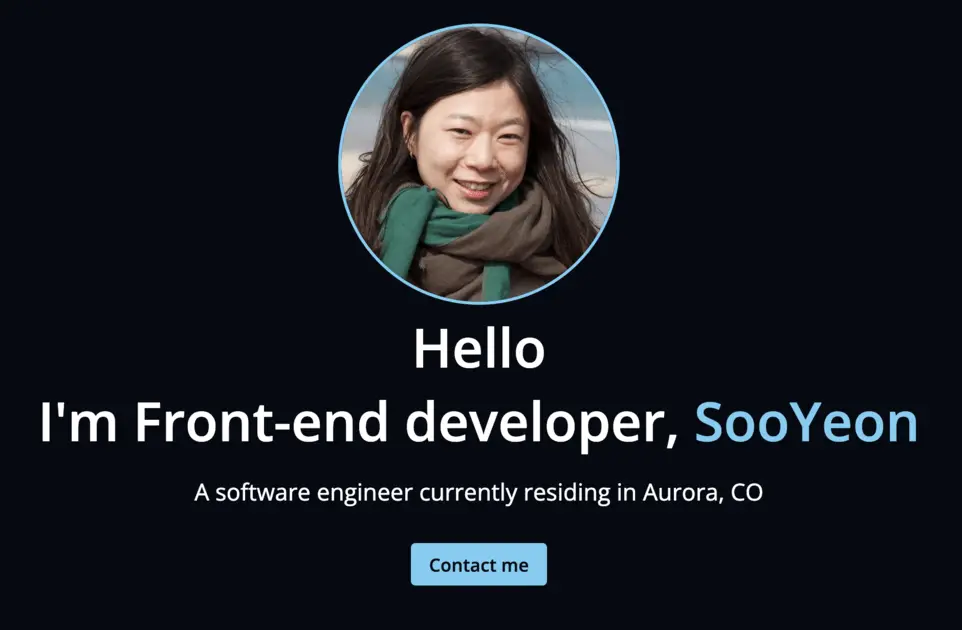 Hello
I'm Front-end developer, SooYeon
A software engineer currently residing in Aurora, CO
Contact me